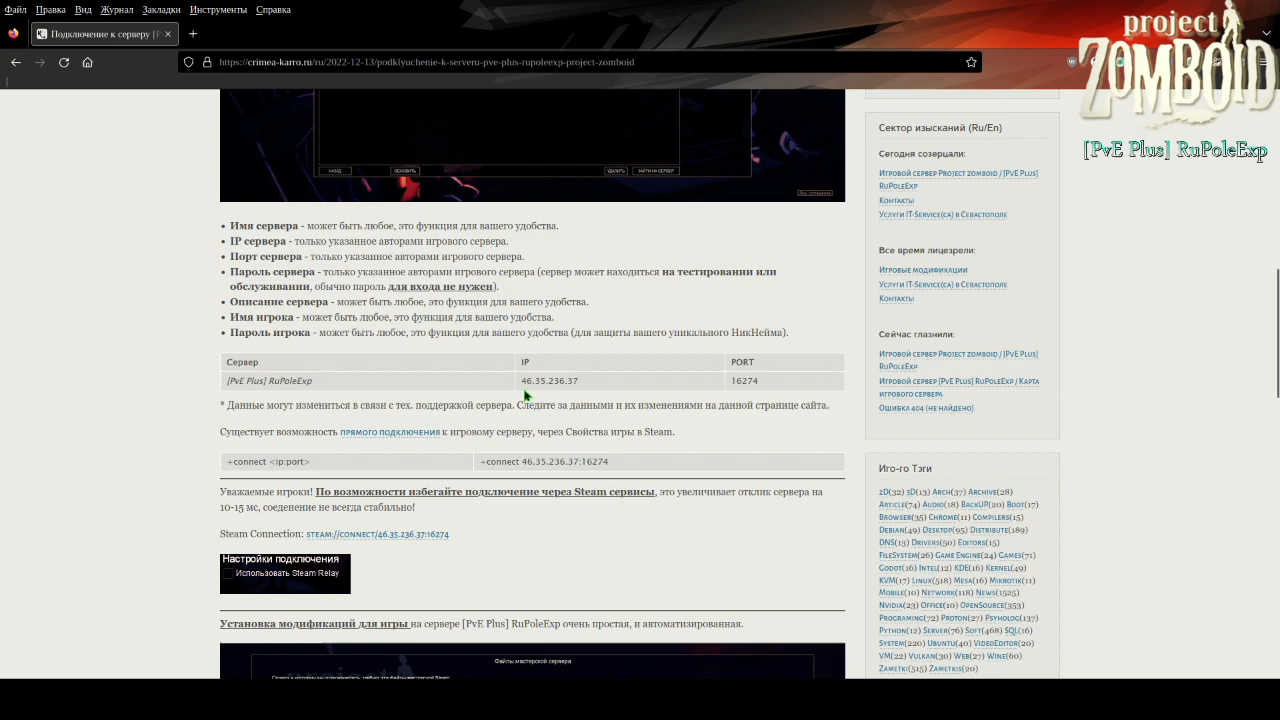 Файл Правка Вид Журнал Закладки Инструменты Справка
Подключение к серверу [P
https://crimea-karro.ru/ru/2022-12-13/podklyuchenie-k-serveru-pve-plus-rupoleexp-project-zomboid
project
ZOMBOID
[PvE Plus] RuPoleExp
НАЗАД ОБНОВИТЬ УДАЛИТЬ ЗАЙТИ НА СЕРВЕР
• Имя сервера - может быть любое, это функция для вашего удобства.
• IP сервера - только указанное авторами игрового сервера.
• Порт сервера - только указанное авторами игрового сервера.
• Пароль сервера - только указанное авторами игрового сервера (сервер может находиться на тестировании или
обслуживании, обычно пароль для входа не нужен).
• Описание сервера - может быть любое, это функция для вашего удобства.
• Имя игрока - может быть любое, это функция для вашего удобства.
• Пароль игрока - может быть любое, это функция для вашего удобства (для защиты вашего уникального НикНейма).
Сервер IP PORT
[PvE Plus] RuPoleExp 46.35.236.37 16274
* Данные могут измениться в связи с тех. поддержкой сервера. Следите за данными и их изменениями на данной странице сайта.
Существует возможность прямого подключения к игровому серверу, через Свойства игры в Steam.
+connect <ip:port> +connect 46.35.236.37:16274
Уважаемые игроки! По возможности избегайте подключение через Steam сервисы, это увеличивает отклик сервера на
10-15 мс, соеденение не всегда стабильно!
Steam Connection: steam://connect/46.35.236.37:16274
Настройки подключения
Использовать Steam Relay
Установка модификаций для игры на сервере [PvE Plus] RuPoleExp очень простая, и автоматизированная.
Файлы мастерской сервера
Сектор изысканий (Ru/En)
Сегодня созерцали:
Игровой сервер Project zomboid / [PvE Plus]
RuPoleExp
Контакты
Услуги IT-Service(са) в Севастополе
Все время лицезрели:
Игровые модификации
Услуги IT-Service(са) в Севастополе
Контакты
Сейчас глазнили:
Игровой сервер Project zomboid / [PvE Plus]
RuPoleExp
Игровой сервер [PvE Plus] RuPoleExp / Карта
игрового сервера
Ошибка 404 (не найдено)
Иго-го Тэги
2D(32) 3D(13) Arch(37) Archive(28)
Article(74) Audio(18) BackUP(20) Boot(17)
Browser(35) Chrome(11) Compilers(15)
Debian(49) Desktop(95) Distribute(189)
DNS(13) Drivers(50) Editors(15)
FileSystem(26) Game Engine(24) Games(71)
Godot(16) Intel(12) KDE(16) Kernel(49)
KVM(17) Linux(518) Mesa(16) Mikrotik(11)
Mobile(10) Network(118) News(1525)
Nvidia(23) Office(10) OpenSource(353)
Programing(72) Proton(27) Psyholog(137)
Python(12) Server(76) Soft(468) SQL(16)
System(220) Ubuntu(40) VideoEditor(20)
VM(22) Vulkan(30) Web(27) Wine(60)
Zametki(515) Zametkis(20)